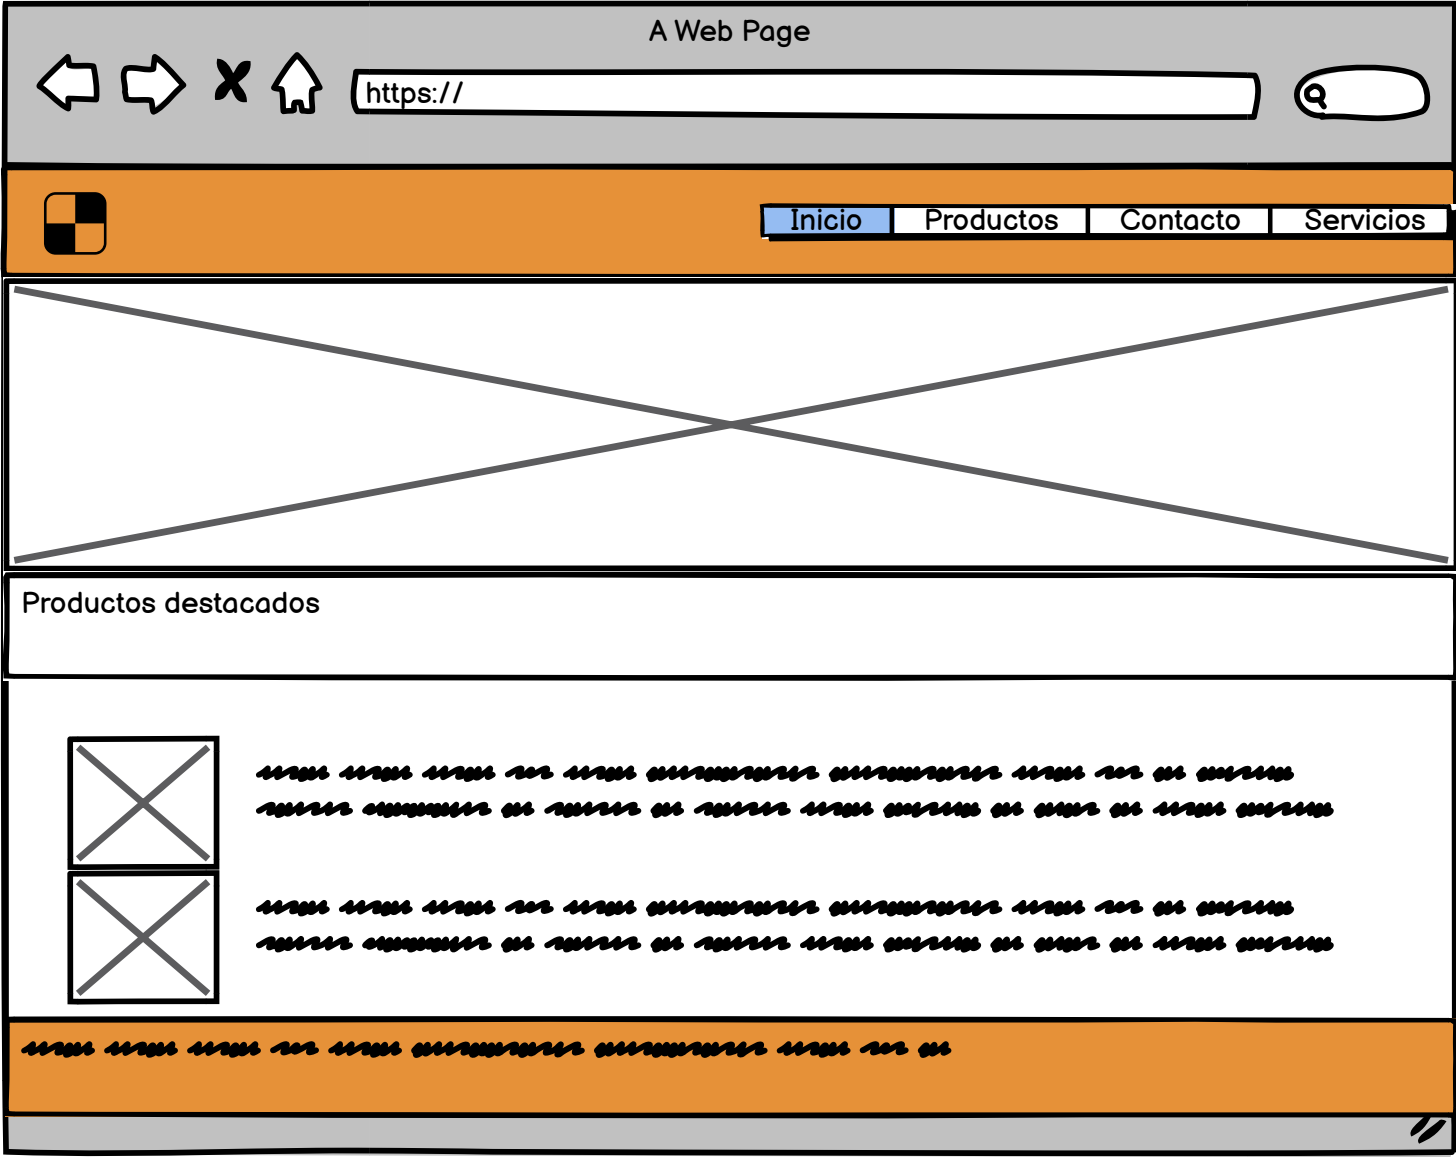 A Web Page
https://
Inicio Productos Contacto Servicios
Productos destacados